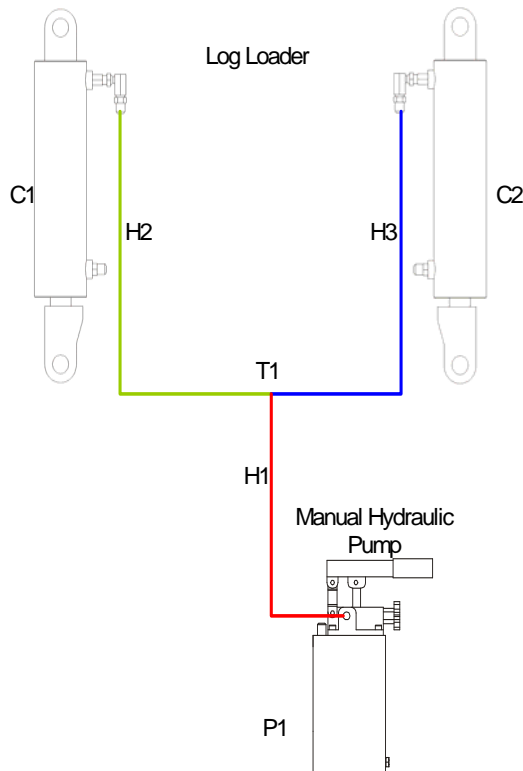 Log Loader
C1
C2
H2
H3
T1
H1
Manual Hydraulic
Pump
P1